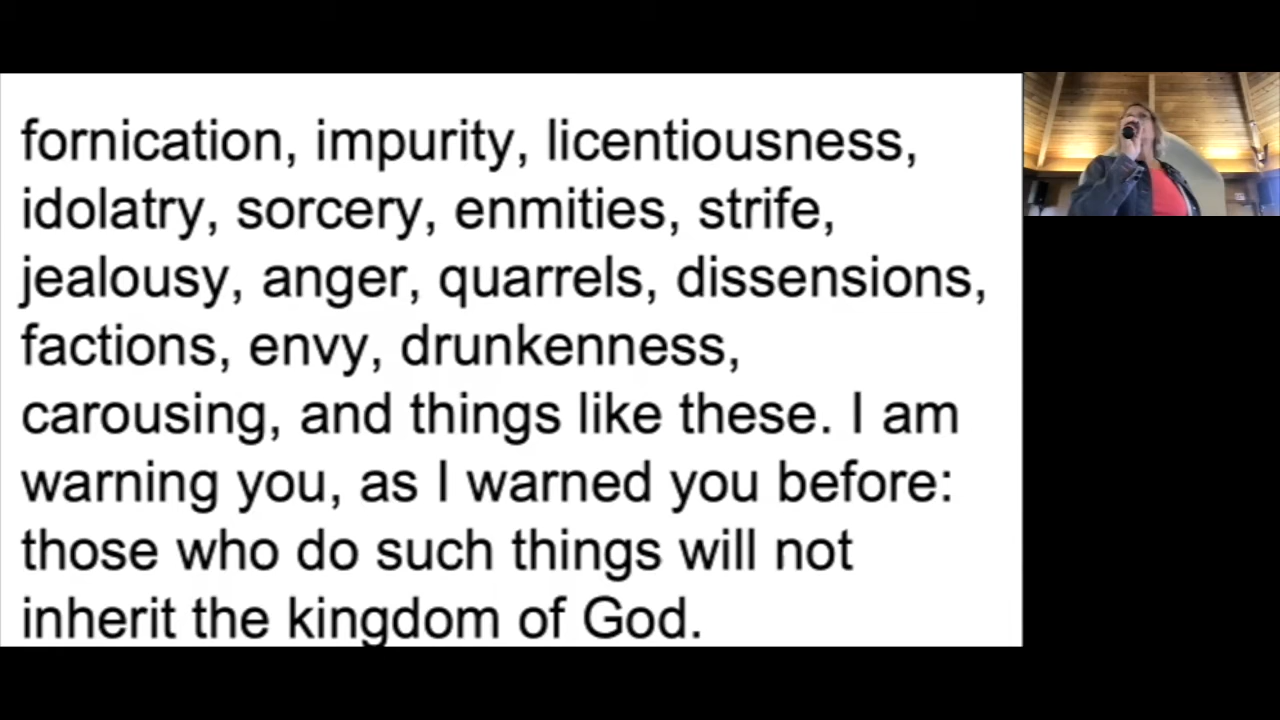 fornication, impurity, licentiousness,
idolatry, sorcery, enmities, strife,
jealousy, anger, quarrels, dissensions,
factions, envy, drunkenness,
carousing, and things like these. I am
warning you, as I warned you before:
those who do such things will not
inherit the kingdom of God.